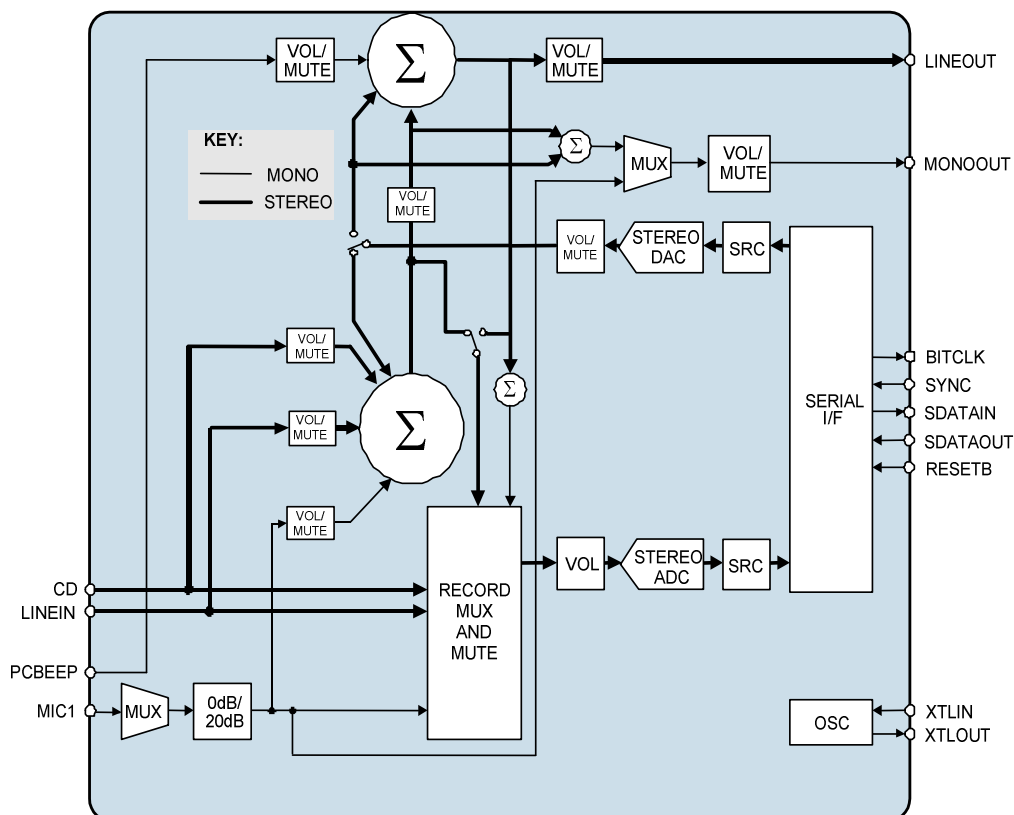 VOL/
MUTE
Σ
VOL/
MUTE
LINEOUT
KEY:
MONO
STEREO
Σ
MUX
VOL/
MUTE
MONOOUT
VOL/
MUTE
VOL/
MUTE
STEREO
DAC
SRC
VOL/
MUTE
BITCLK
SYNC
SDATAIN
SDATAOUT
RESETB
SERIAL
I/F
Σ
VOL/
MUTE
Σ
VOL/
MUTE
CD
LINEIN
RECORD
MUX
AND
MUTE
VOL
STEREO
ADC
SRC
PCBEEP
MIC1
MUX
0dB/
20dB
OSC
XTLIN
XTLOUT